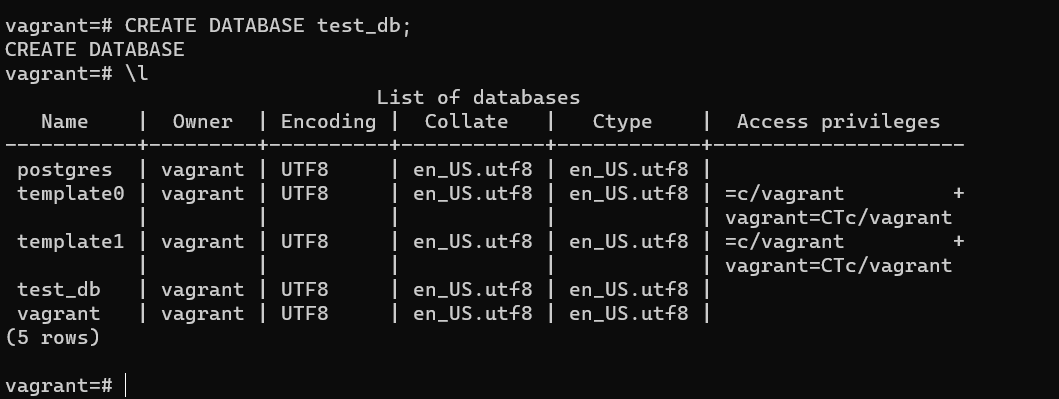 vagrant=# CREATE DATABASE test_db;
CREATE DATABASE
vagrant=# \l
                               List of databases
   Name    |  Owner  | Encoding |  Collate   |   Ctype    |  Access privileges
-----------+---------+----------+------------+------------+---------------------
 postgres  | vagrant | UTF8     | en_US.utf8 | en_US.utf8 |
 template0 | vagrant | UTF8     | en_US.utf8 | en_US.utf8 | =c/vagrant         +
           |         |          |            |            | vagrant=CTc/vagrant
 template1 | vagrant | UTF8     | en_US.utf8 | en_US.utf8 | =c/vagrant         +
           |         |          |            |            | vagrant=CTc/vagrant
 test_db   | vagrant | UTF8     | en_US.utf8 | en_US.utf8 |
 vagrant   | vagrant | UTF8     | en_US.utf8 | en_US.utf8 |
(5 rows)
vagrant=#